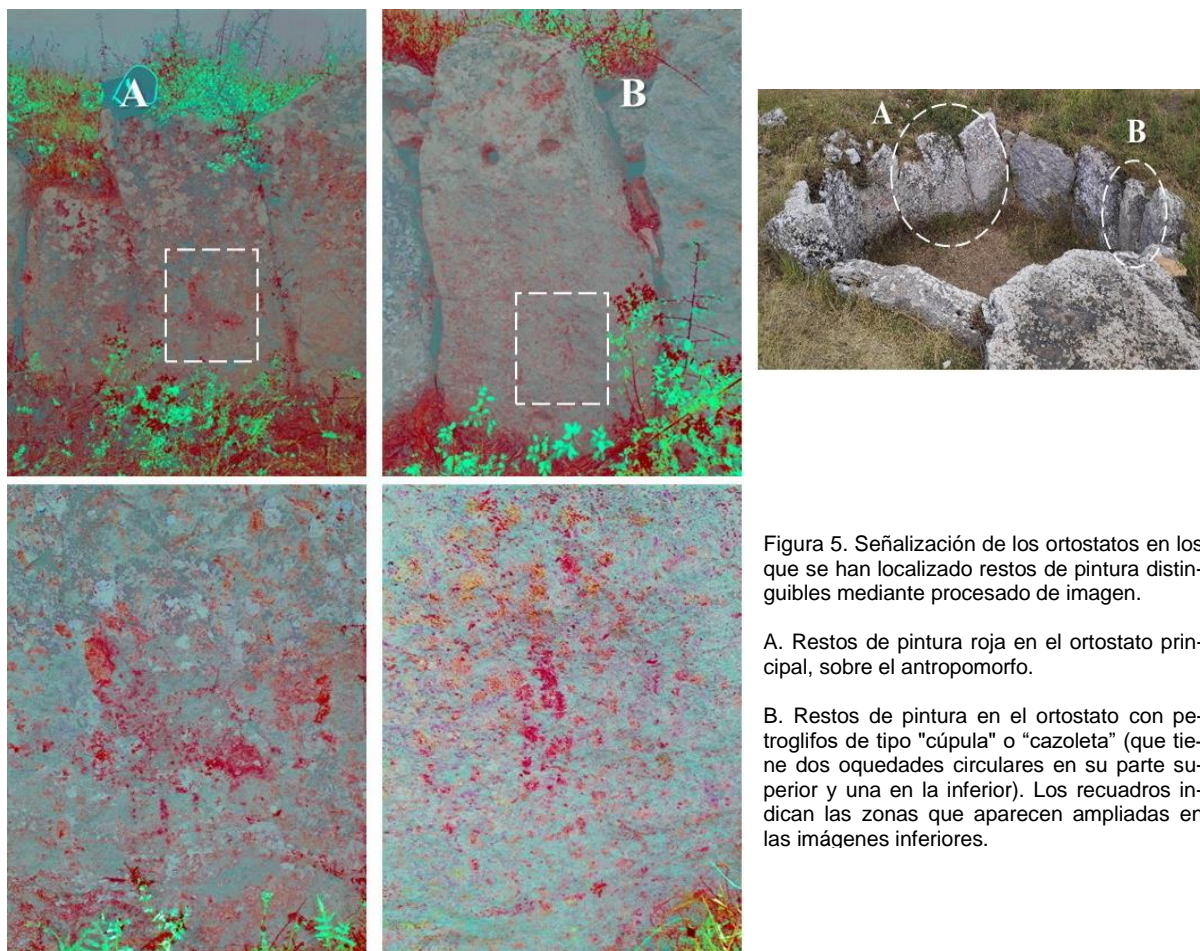 A
B
A
B
Figura 5. Señalización de los ortostatos en los
que se han localizado restos de pintura distin-
guibles mediante procesado de imagen.
A. Restos de pintura roja en el ortostato prin-
cipal, sobre el antropomorfo.
B. Restos de pintura en el ortostato con pe-
troglifos de tipo "cúpula" o “cazoleta” (que tie-
ne dos oquedades circulares en su parte su-
perior y una en la inferior). Los recuadros in-
dican las zonas que aparecen ampliadas en
las imágenes inferiores.